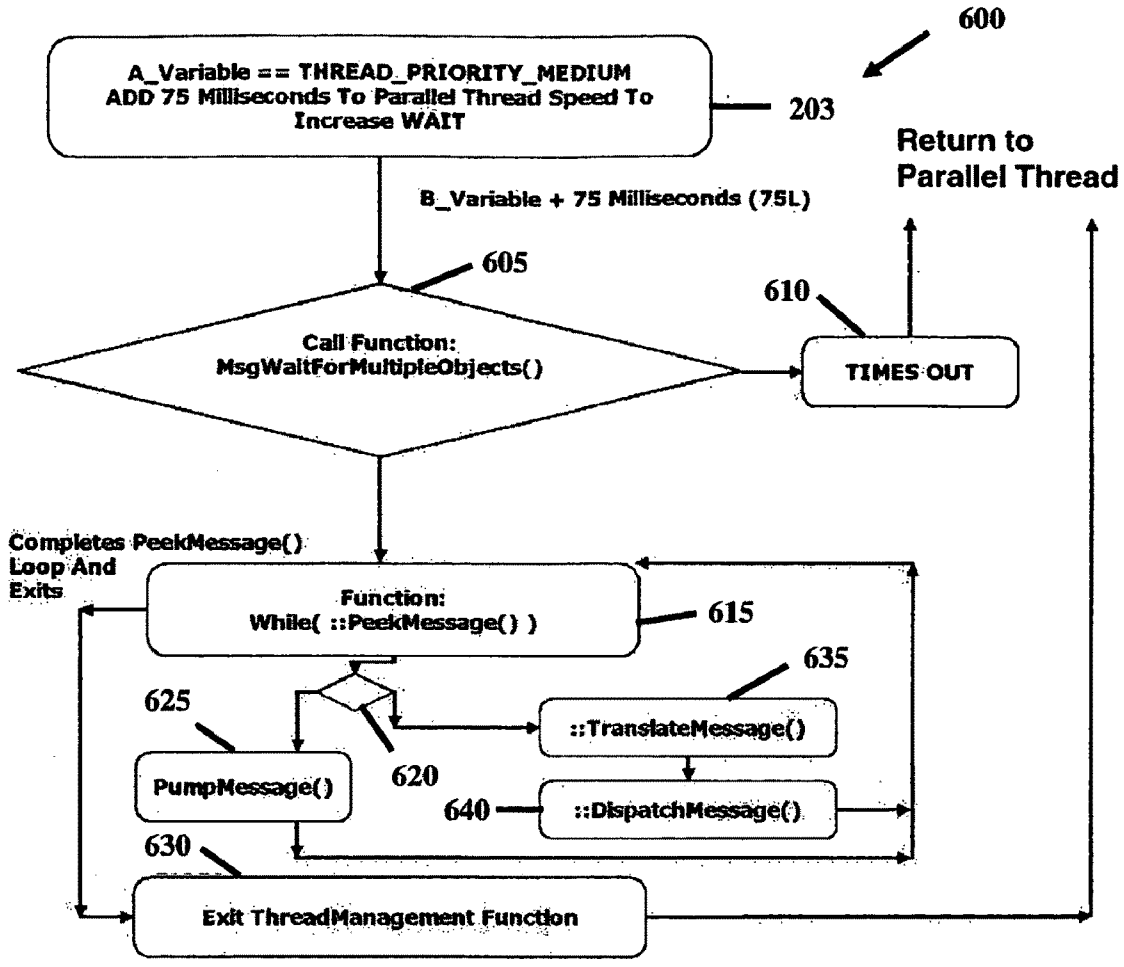 600
A_Variable == THREAD_PRIORITY_MEDIUM
ADD 75 Milliseconds To Parallel Thread Speed To
Increase WAIT
203
Return to
Parallel Thread
B_Variable + 75 Milliseconds (75L)
605
610
Call Function:
MsgWaitForMultipleObjects()
TIMES OUT
Completes PeekMessage()
Loop And
Exits
Function:
While( ::PeekMessage() )
615
635
625
::TranslateMessage()
620
PumpMessage()
640
::DispatchMessage()
630
Exit ThreadManagement Function